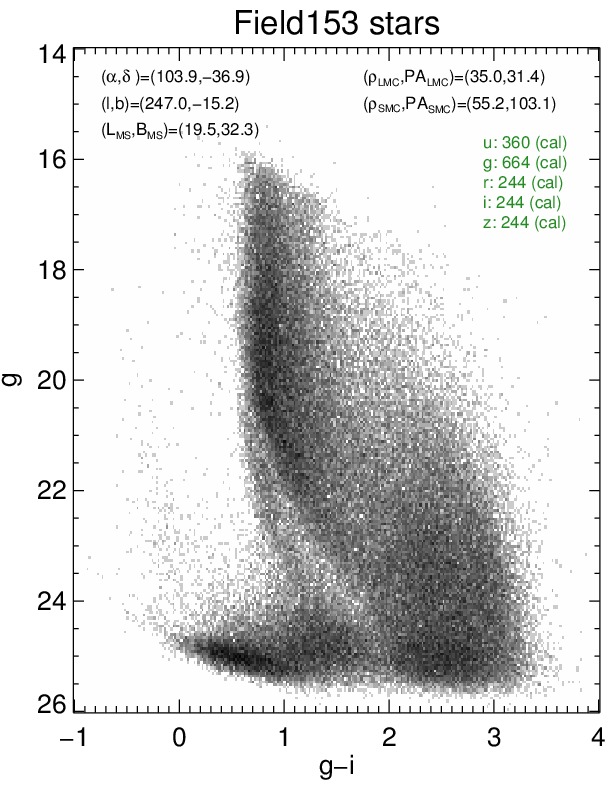 Field153 stars
14
(α,δ )=(103.9,−36.9)
(ρLMC,PALMC)=(35.0,31.4)
(l,b)=(247.0,−15.2)
(ρSMC,PASMC)=(55.2,103.1)
(LMS,BMS)=(19.5,32.3)
u: 360 (cal)
16
g: 664 (cal)
r: 244 (cal)
i: 244 (cal)
z: 244 (cal)
18
g
20
22
24
26
−1 0 1 2 3 4
g−i